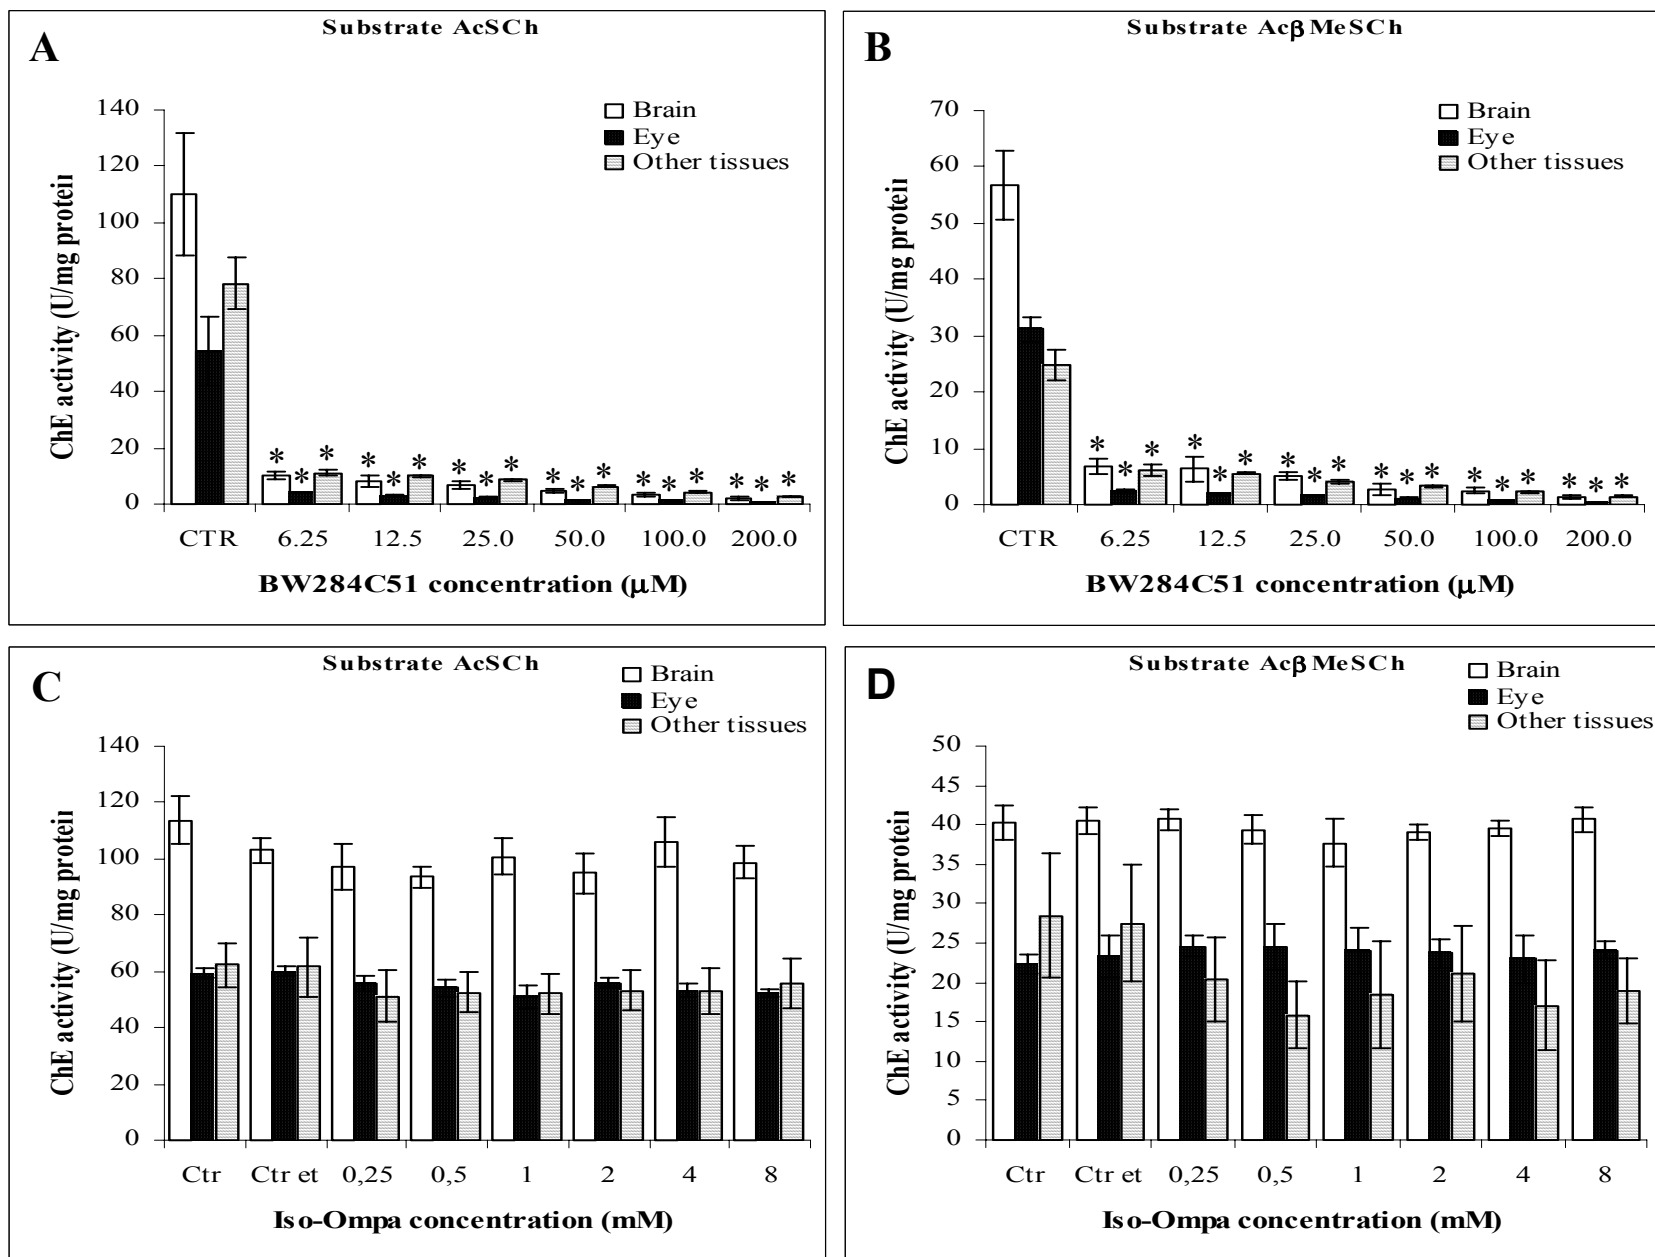 A
Substrate AcSCh
Brain
Eye
Other tissues
ChE activity (U/mg protein)
140
120
100
80
60
40
20
0
* * * * * * * * * * * * * * * * * *
CTR 6.25 12.5 25.0 50.0 100.0 200.0
BW284C51 concentration (μM)
B
Substrate AcβMeSCh
Brain
Eye
Other tissues
ChE activity (U/mg protein)
70
60
50
40
30
20
10
0
* * * * * * * * * * * * * * * * * *
CTR 6.25 12.5 25.0 50.0 100.0 200.0
BW284C51 concentration (μM)
C
Substrate AcSCh
Brain
Eye
Other tissues
ChE activity (U/mg protein)
140
120
100
80
60
40
20
0
Ctr Ctr et 0,25 0,5 1 2 4 8
Iso-Ompa concentration (mM)
D
Substrate AcβMeSCh
Brain
Eye
Other tissues
ChE activity (U/mg protein)
50
45
40
35
30
25
20
15
10
5
0
Ctr Ctr et 0,25 0,5 1 2 4 8
Iso-Ompa concentration (mM)